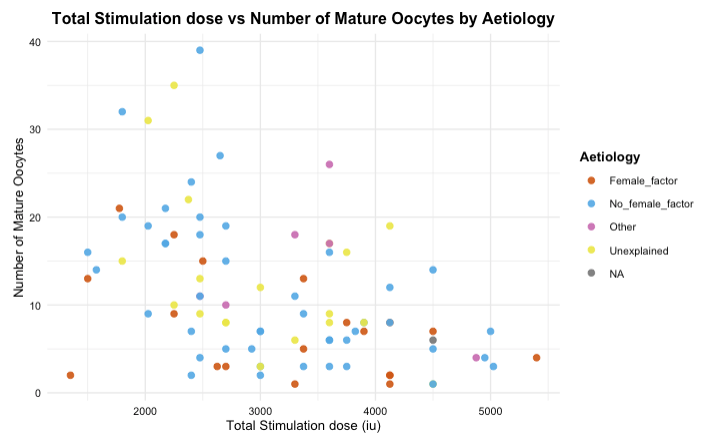 Total Stimulation dose vs Number of Mature Oocytes by Aetiology
40
30
20
10
0
Number of Mature Oocytes
2000
3000
4000
5000
Total Stimulation dose (iu)
Aetiology
Female_factor
No_female_factor
Other
Unexplained
NA